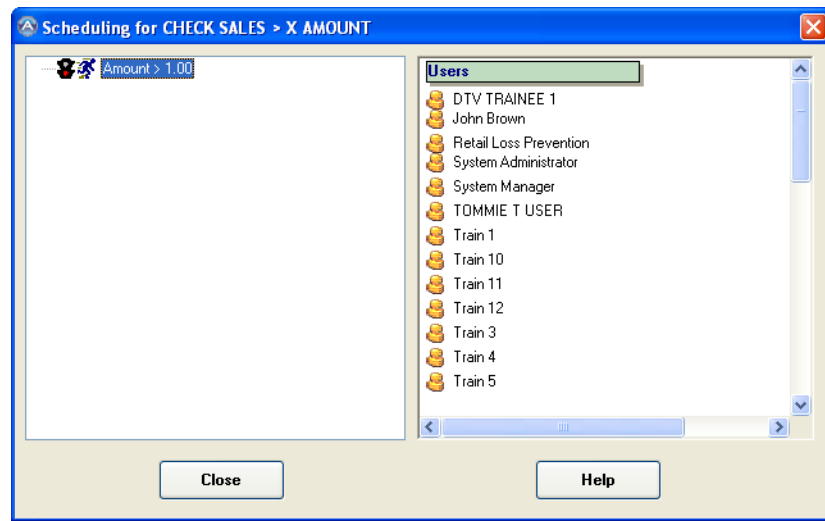 Scheduling for CHECK SALES > X AMOUNT
Amount > 1.00
Users
DTV TRAINEE 1
John Brown
Retail Loss Prevention
System Administrator
System Manager
TOMMIE T USER
Train 1
Train 10
Train 11
Train 12
Train 3
Train 4
Train 5
Close
Help